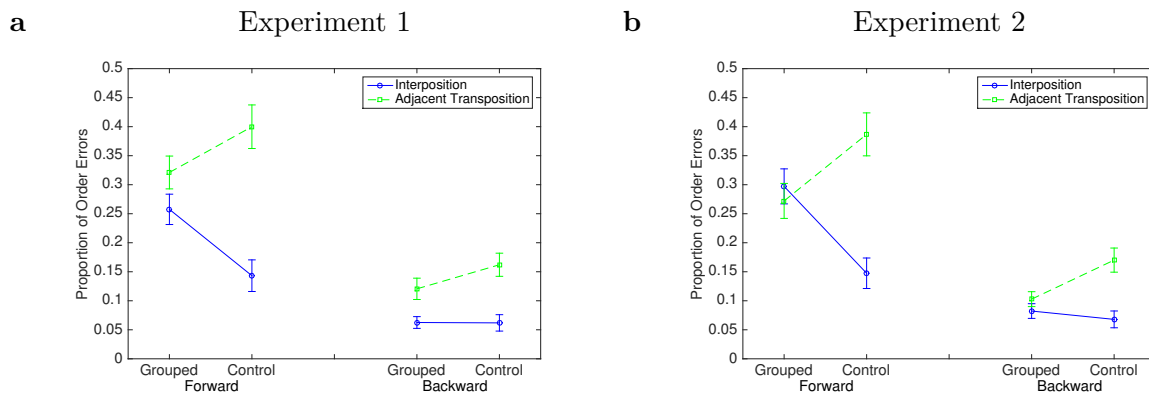 a Experiment 1
Proportion of Order Errors
0.5
0.45
0.4
0.35
0.3
0.25
0.2
0.15
0.1
0.05
0
Interposition
Adjacent Transposition
Grouped Control Grouped Control
Forward Backward
b Experiment 2
Proportion of Order Errors
0.5
0.45
0.4
0.35
0.3
0.25
0.2
0.15
0.1
0.05
0
Interposition
Adjacent Transposition
Grouped Control Grouped Control
Forward Backward